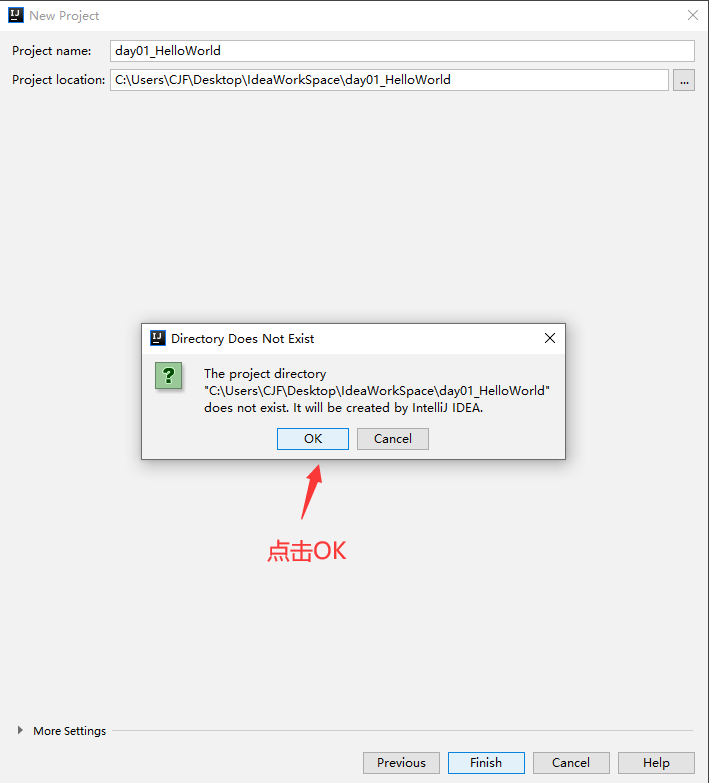 New Project
Project name: day01_HelloWorld
Project location: C:\Users\CJF\Desktop\IdeaWorkSpace\day01_HelloWorld ...
Directory Does Not Exist
The project directory
"C:\Users\CJF\Desktop\IdeaWorkSpace\day01_HelloWorld"
does not exist. It will be created by IntelliJ IDEA.
OK Cancel
点击OK
More Settings
Previous Finish Cancel Help